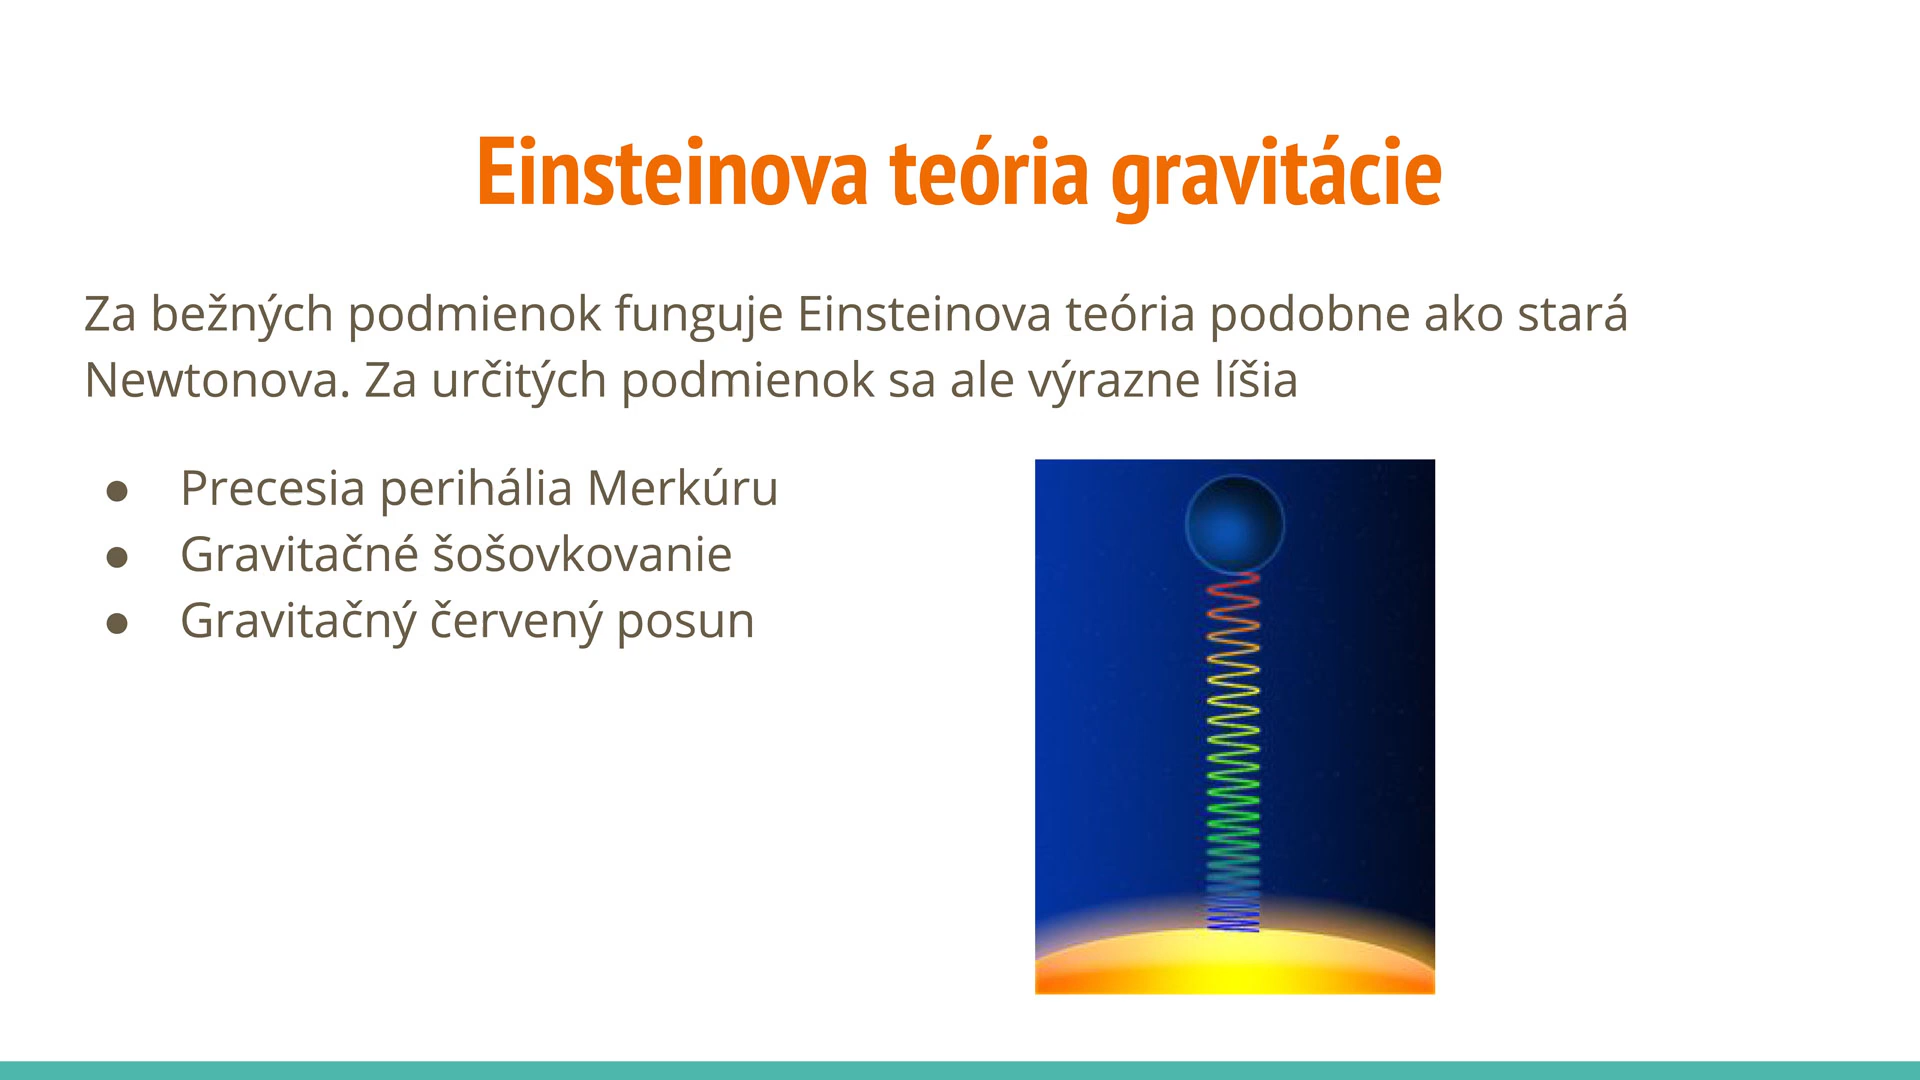 Einsteinova teória gravitácie
Za bežných podmienok funguje Einsteinova teória podobne ako stará
Newtonova. Za určitých podmienok sa ale výrazne líšia
● Precesia perihália Merkúru
● Gravitačné šošovkovanie
● Gravitačný červený posun